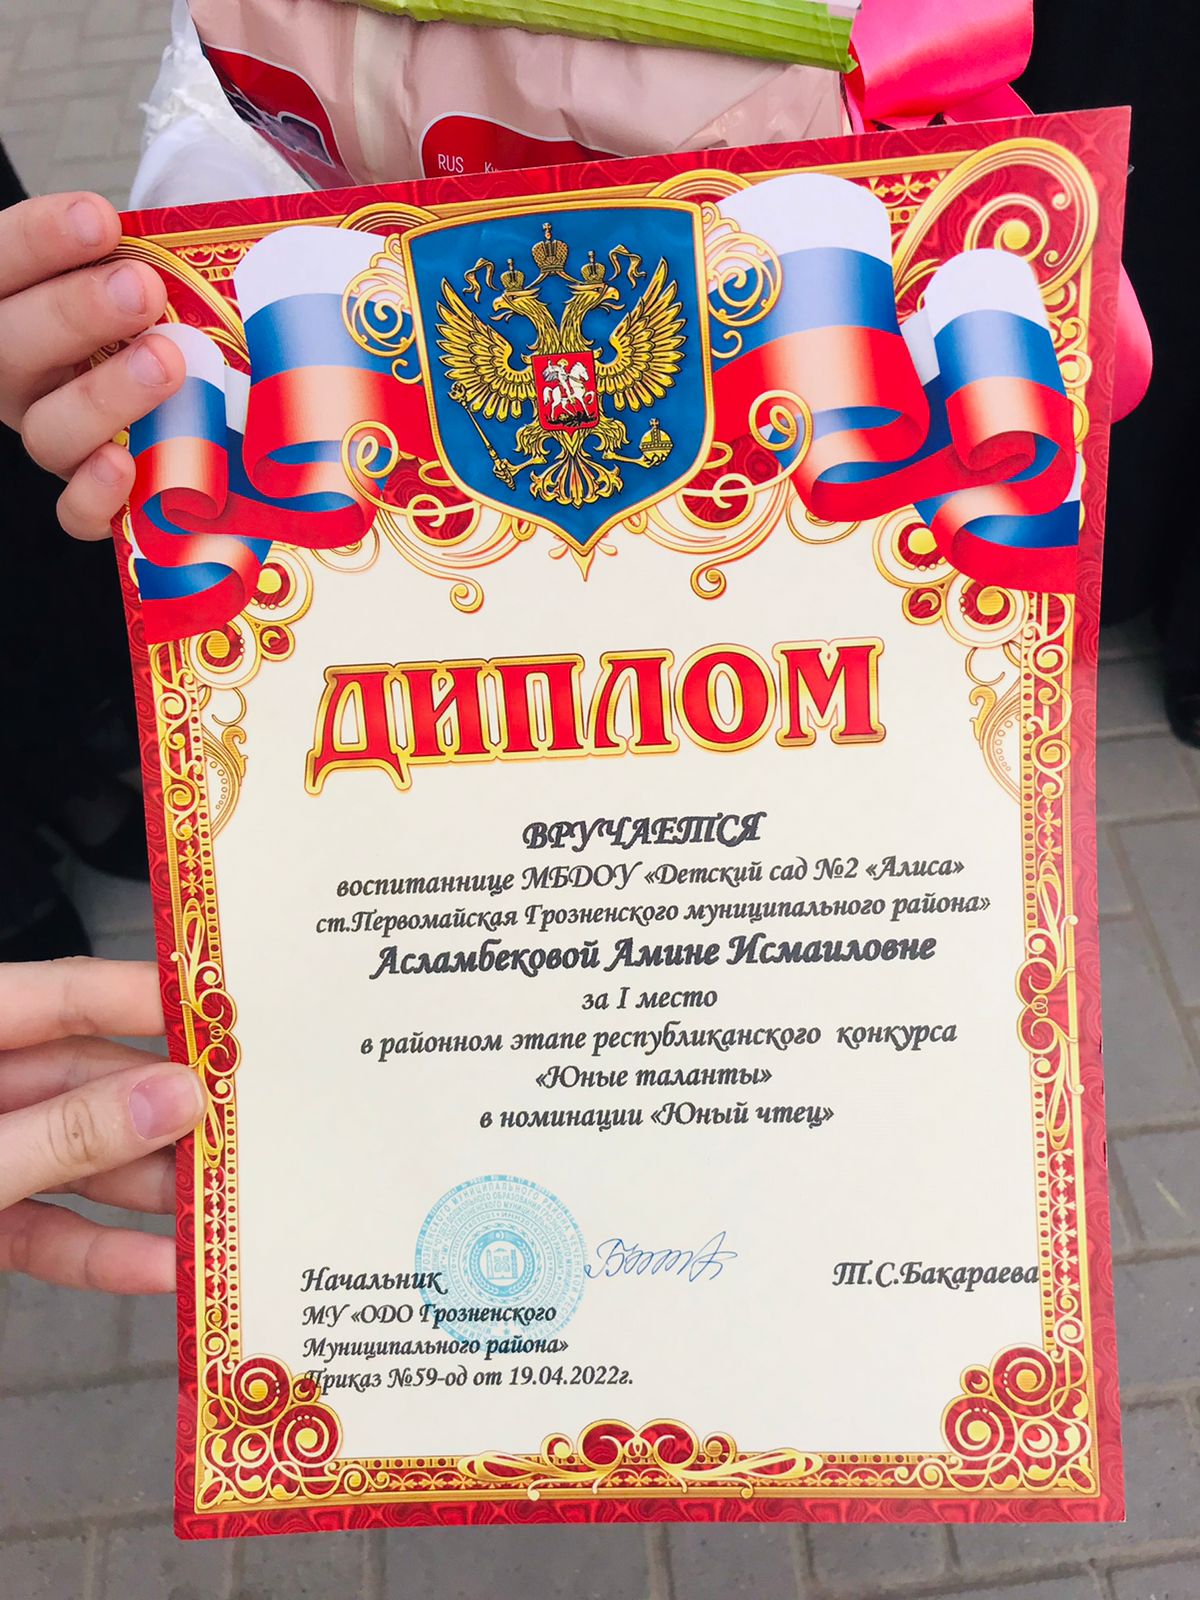 RUS
ДИПЛОМ
ВРУЧАЕТСЯ
воспитаннице МБДОУ «Детский сад №2 «Алиса»
ст.Первомайская Грозненского муниципального района»
Асламбековой Амине Исмаиловне
за I место
в районном этапе республиканского конкурса
«Юные таланты»
в номинации «Юный чтец»
Начальник
Т.С.Бакараева
МУ «ОДО Грозненского
Муниципального района»
Приказ №59-од от 19.04.2022г.